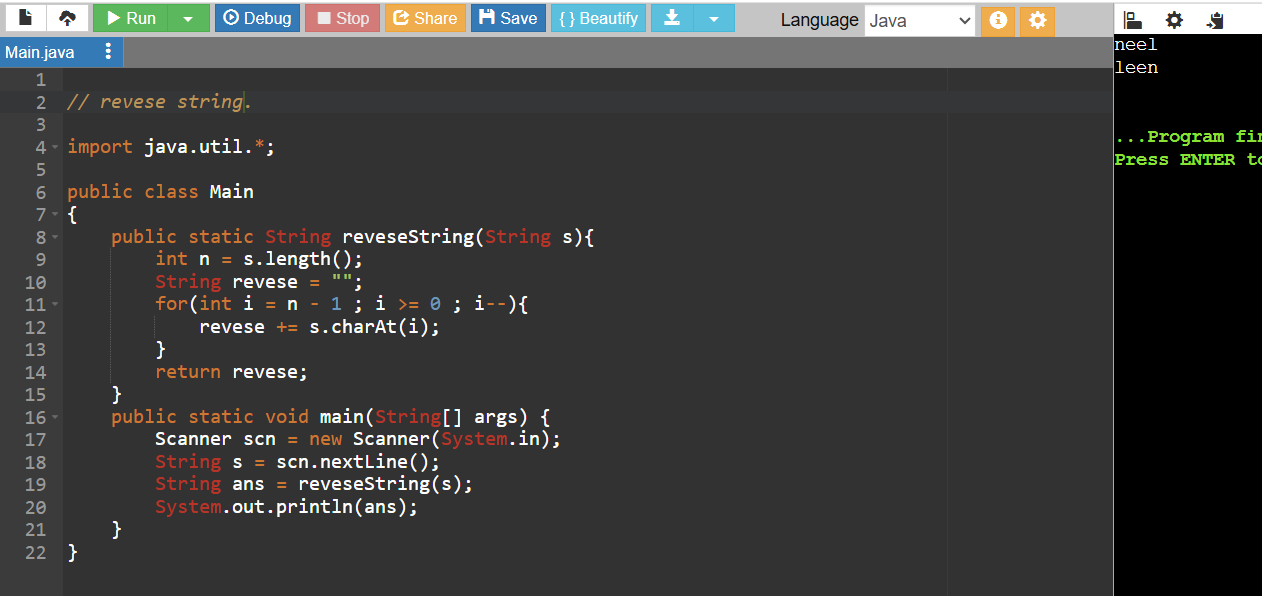 Run Debug Stop Share Save { } Beautify Language Java
Main.java
1
2 // revese string.
3
4 import java.util.*;
5
6 public class Main
7 {
8     public static String reveseString(String s){
9         int n = s.length();
10         String revese = "";
11         for(int i = n - 1 ; i >= 0 ; i--){
12             revese += s.charAt(i);
13         }
14         return revese;
15     }
16     public static void main(String[] args) {
17         Scanner scn = new Scanner(System.in);
18         String s = scn.nextLine();
19         String ans = reveseString(s);
20         System.out.println(ans);
21     }
22 }
neel
leen
...Program fin
Press ENTER to